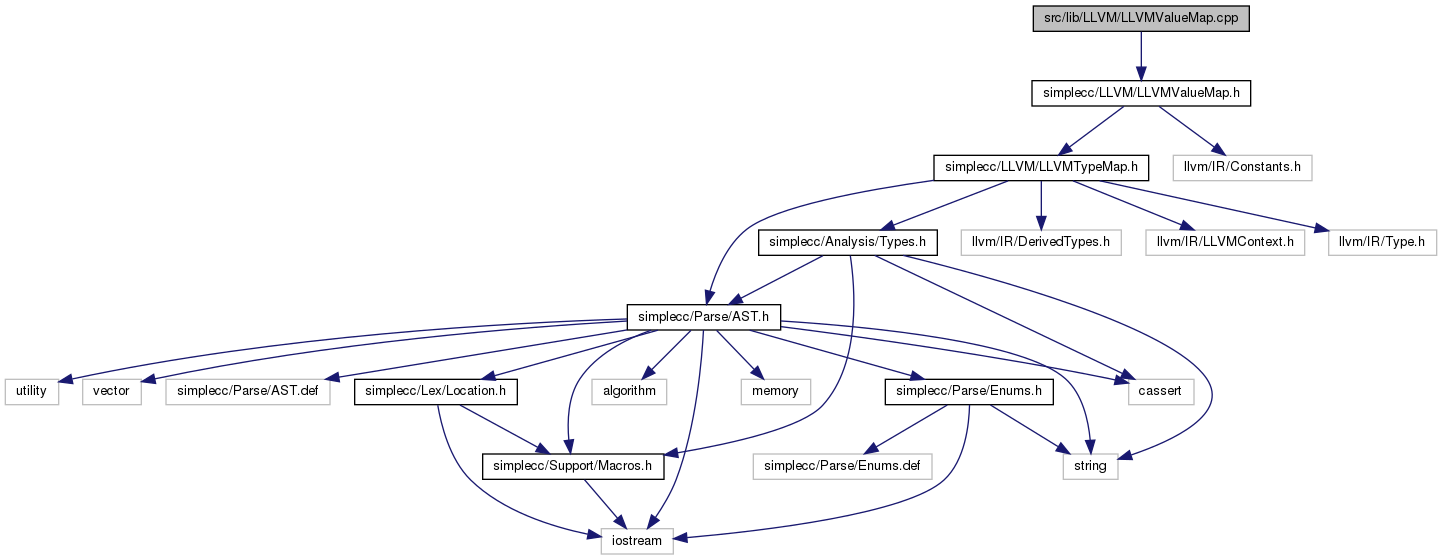 src/lib/LLVM/LLVMValueMap.cpp
simplecc/LLVM/LLVMValueMap.h
simplecc/LLVM/LLVMTypeMap.h
llvm/IR/Constants.h
simplecc/Analysis/Types.h
llvm/IR/DerivedTypes.h
llvm/IR/LLVMContext.h
llvm/IR/Type.h
simplecc/Parse/AST.h
utility
vector
simplecc/Parse/AST.def
simplecc/Lex/Location.h
algorithm
memory
simplecc/Parse/Enums.h
cassert
simplecc/Support/Macros.h
simplecc/Parse/Enums.def
string
iostream